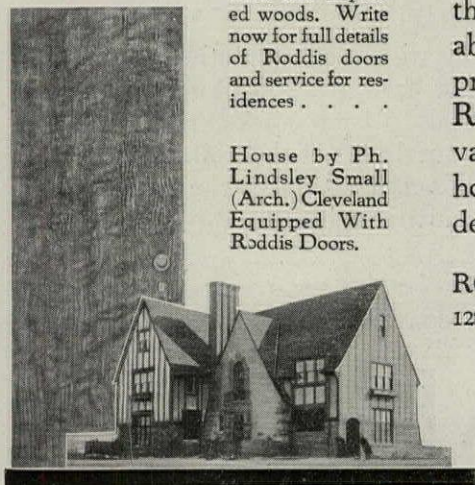 ed woods. Write
now for full details
of Roddis doors
and service for res-
idences . . . .
House by Ph.
Lindsley Small
(Arch.) Cleveland
Equipped With
Roddis Doors.
th
ab
pr
R
va
ho
de
R
12